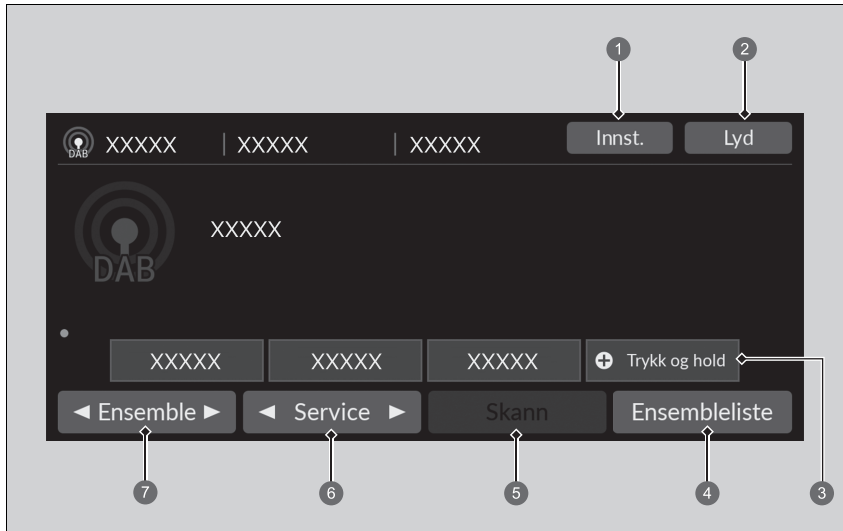 1 2
Innst. Lyd
DAB XXXXX | XXXXX | XXXXX
XXXXX
DAB
XXXXX XXXXX XXXXX Trykk og hold
Ensemble Service Skann Ensembleliste
7 6 5 4 3